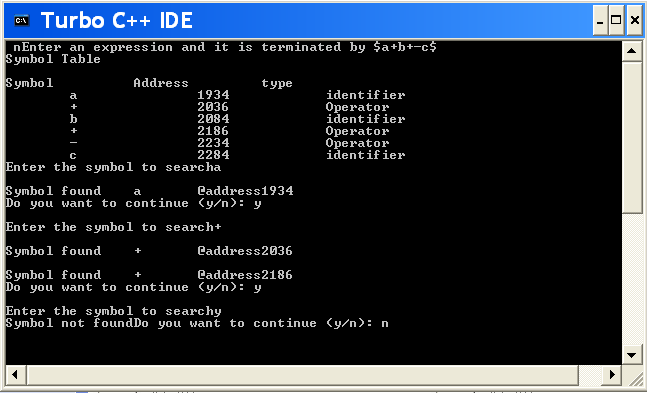 Turbo C++ IDE
nEnter an expression and it is terminated by $a+b+-c$
Symbol Table
Symbol Address type
a 1934 identifier
+ 2036 Operator
b 2084 identifier
+ 2186 Operator
- 2234 Operator
c 2284 identifier
Enter the symbol to searcha
Symbol found a @address1934
Do you want to continue (y/n): y
Enter the symbol to search+
Symbol found + @address2036
Symbol found + @address2186
Do you want to continue (y/n): y
Enter the symbol to searchy
Symbol not foundDo you want to continue (y/n): n